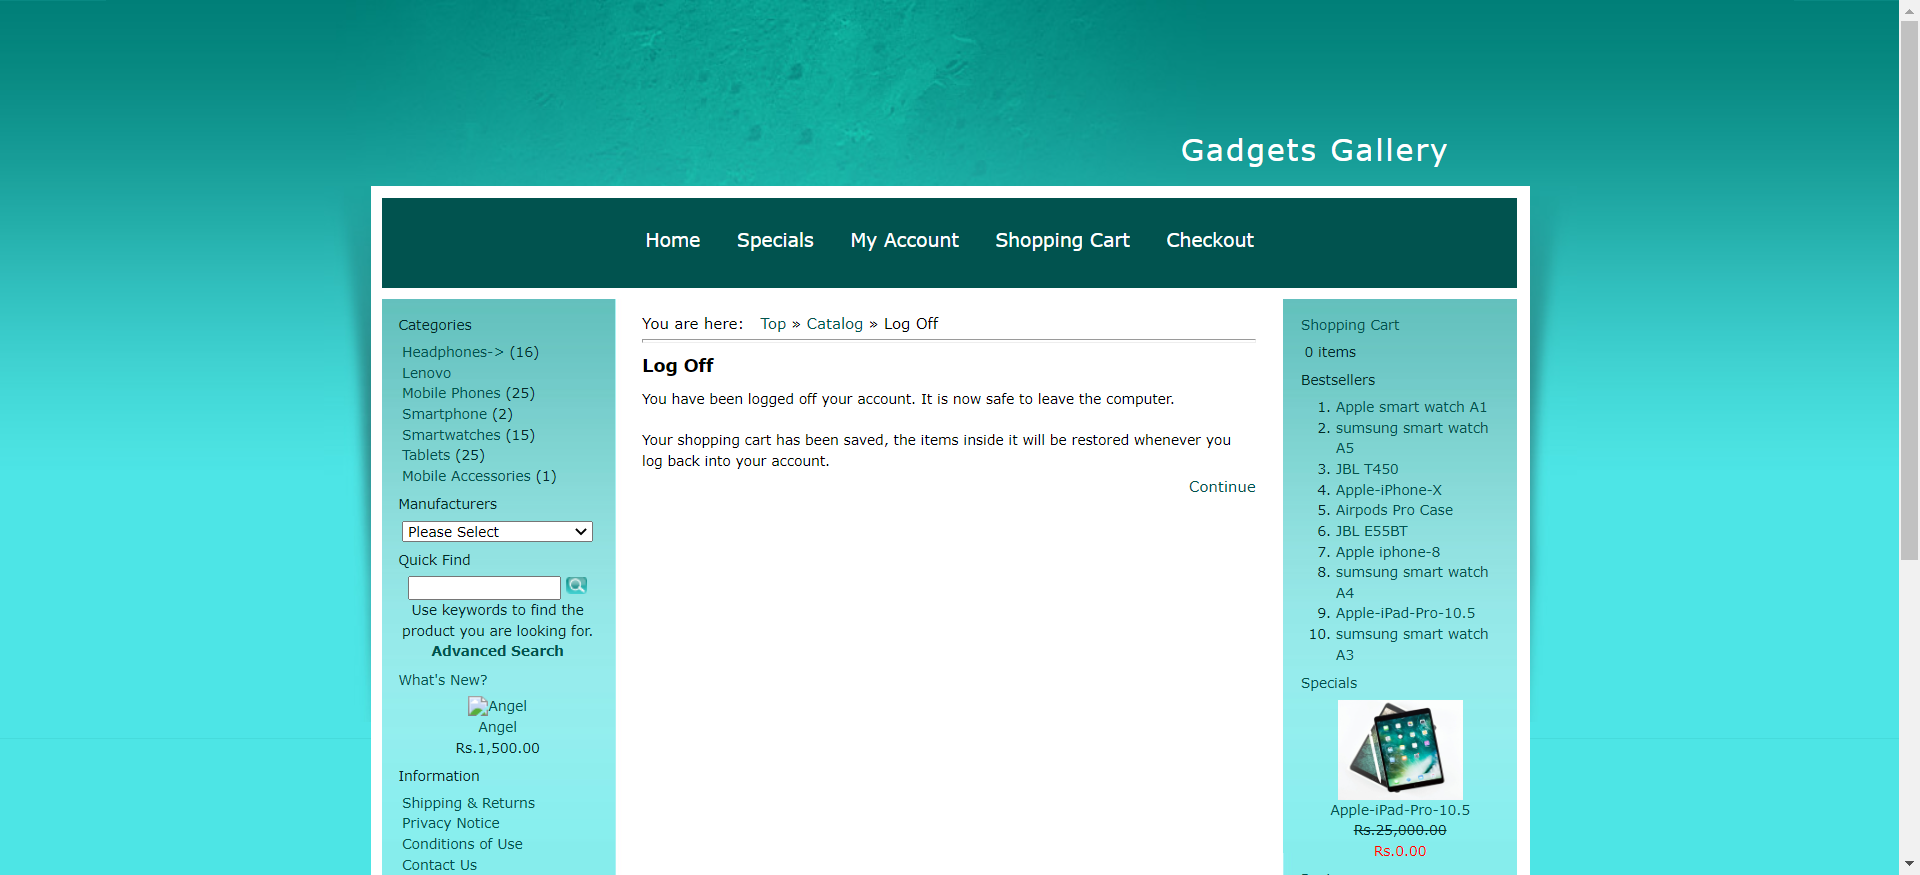 Gadgets Gallery
Home Specials My Account Shopping Cart Checkout
Categories
Headphones-> (16)
Lenovo
Mobile Phones (25)
Smartphone (2)
Smartwatches (15)
Tablets (25)
Mobile Accessories (1)
Manufacturers
Please Select
Quick Find
Use keywords to find the
product you are looking for.
Advanced Search
What's New?
Angel
Angel
Rs.1,500.00
Information
Shipping & Returns
Privacy Notice
Conditions of Use
Contact Us
You are here: Top » Catalog » Log Off
Log Off
You have been logged off your account. It is now safe to leave the computer.
Your shopping cart has been saved, the items inside it will be restored whenever you
log back into your account.
Continue
Shopping Cart
0 items
Bestsellers
1. Apple smart watch A1
2. sumsung smart watch
A5
3. JBL T450
4. Apple-iPhone-X
5. Airpods Pro Case
6. JBL E55BT
7. Apple iphone-8
8. sumsung smart watch
A4
9. Apple-iPad-Pro-10.5
10. sumsung smart watch
A3
Specials
Apple-iPad-Pro-10.5
Rs.25,000.00
Rs.0.00